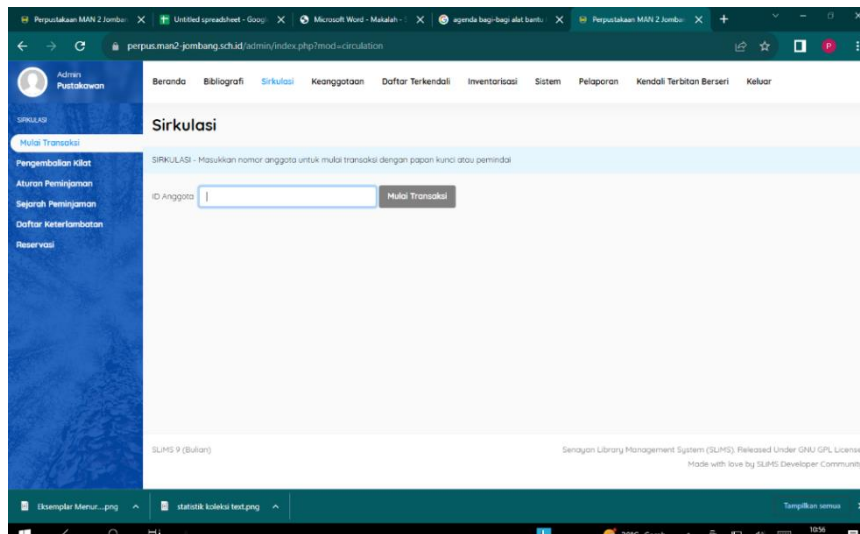 Perpustakaan MAN 2 Jomban
Untitled spreadsheet - Goog
Microsoft Word - Makalah -
agenda bagi-bagi alat bantu
Perpustakaan MAN 2 Jomban
perpus.man2-jombang.sch.id/admin/index.php?mod=circulation
P
Admin
Pustakawan
Beranda Bibliografi Sirkulasi Keanggotaan Daftar Terkendali Inventarisasi Sistem Pelaporan Kendali Terbitan Berseri Keluar
SIRKULASI
Mulai Transaksi
Pengembalian Kilat
Aturan Peminjaman
Sejarah Peminjaman
Daftar Keterlambatan
Reservasi
Sirkulasi
SIRKULASI - Masukkan nomor anggota untuk mulai transaksi dengan papan kunci atau pemindai
ID Anggota
Mulai Transaksi
SLiMS 9 (Bulian)
Senayan Library Management System (SLiMS). Released Under GNU GPL License
Made with love by SLiMS Developer Communit
Eksemplar Menur....png
statistik koleksi text.png
Tampilkan semua
10:56